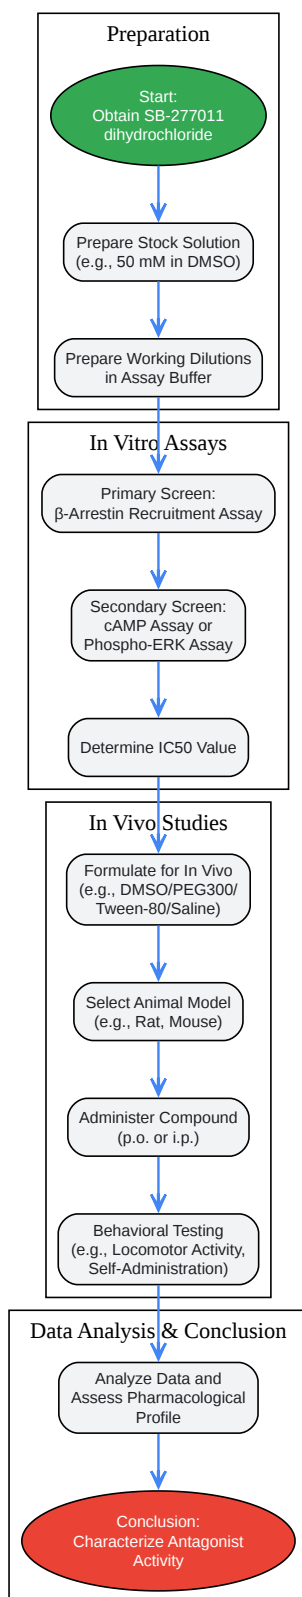 Preparation
Start:
Obtain SB-277011
dihydrochloride
Prepare Stock Solution
(e.g., 50 mM in DMSO)
Prepare Working Dilutions
in Assay Buffer
In Vitro Assays
Primary Screen:
β-Arrestin Recruitment Assay
Secondary Screen:
cAMP Assay or
Phospho-ERK Assay
Determine IC50 Value
In Vivo Studies
Formulate for In Vivo
(e.g., DMSO/PEG300/
Tween-80/Saline)
Select Animal Model
(e.g., Rat, Mouse)
Administer Compound
(p.o. or i.p.)
Behavioral Testing
(e.g., Locomotor Activity,
Self-Administration)
Data Analysis & Conclusion
Analyze Data and
Assess Pharmacological
Profile
Conclusion:
Characterize Antagonist
Activity